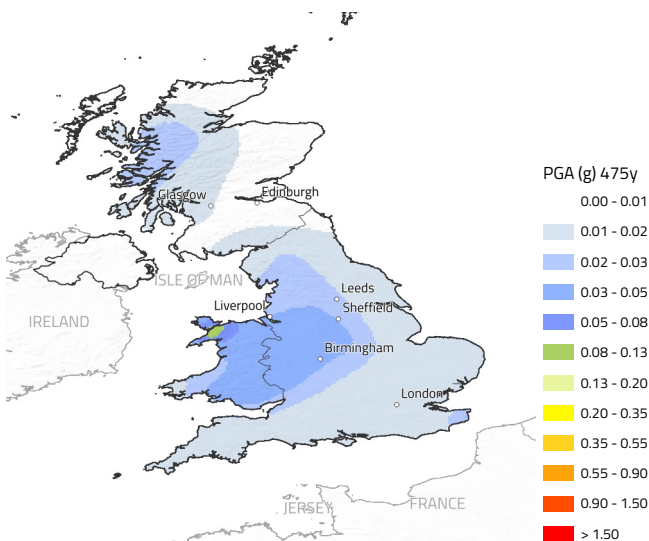 Glasgow
Edinburgh
ISLE OF MAN
Leeds
Liverpool
Sheffield
IRELAND
Birmingham
London
JERSEY
FRANCE
PGA (g) 475y
0.00 - 0.01
0.01 - 0.02
0.02 - 0.03
0.03 - 0.05
0.05 - 0.08
0.08 - 0.13
0.13 - 0.20
0.20 - 0.35
0.35 - 0.55
0.55 - 0.90
0.90 - 1.50
> 1.50